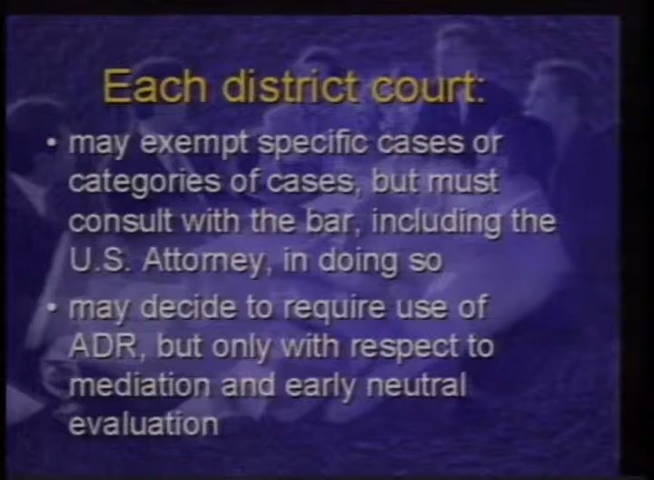 Each district court:
• may exempt specific cases or
categories of cases, but must
consult with the bar, including the
U.S. Attorney, in doing so
• may decide to require use of
ADR, but only with respect to
mediation and early neutral
evaluation